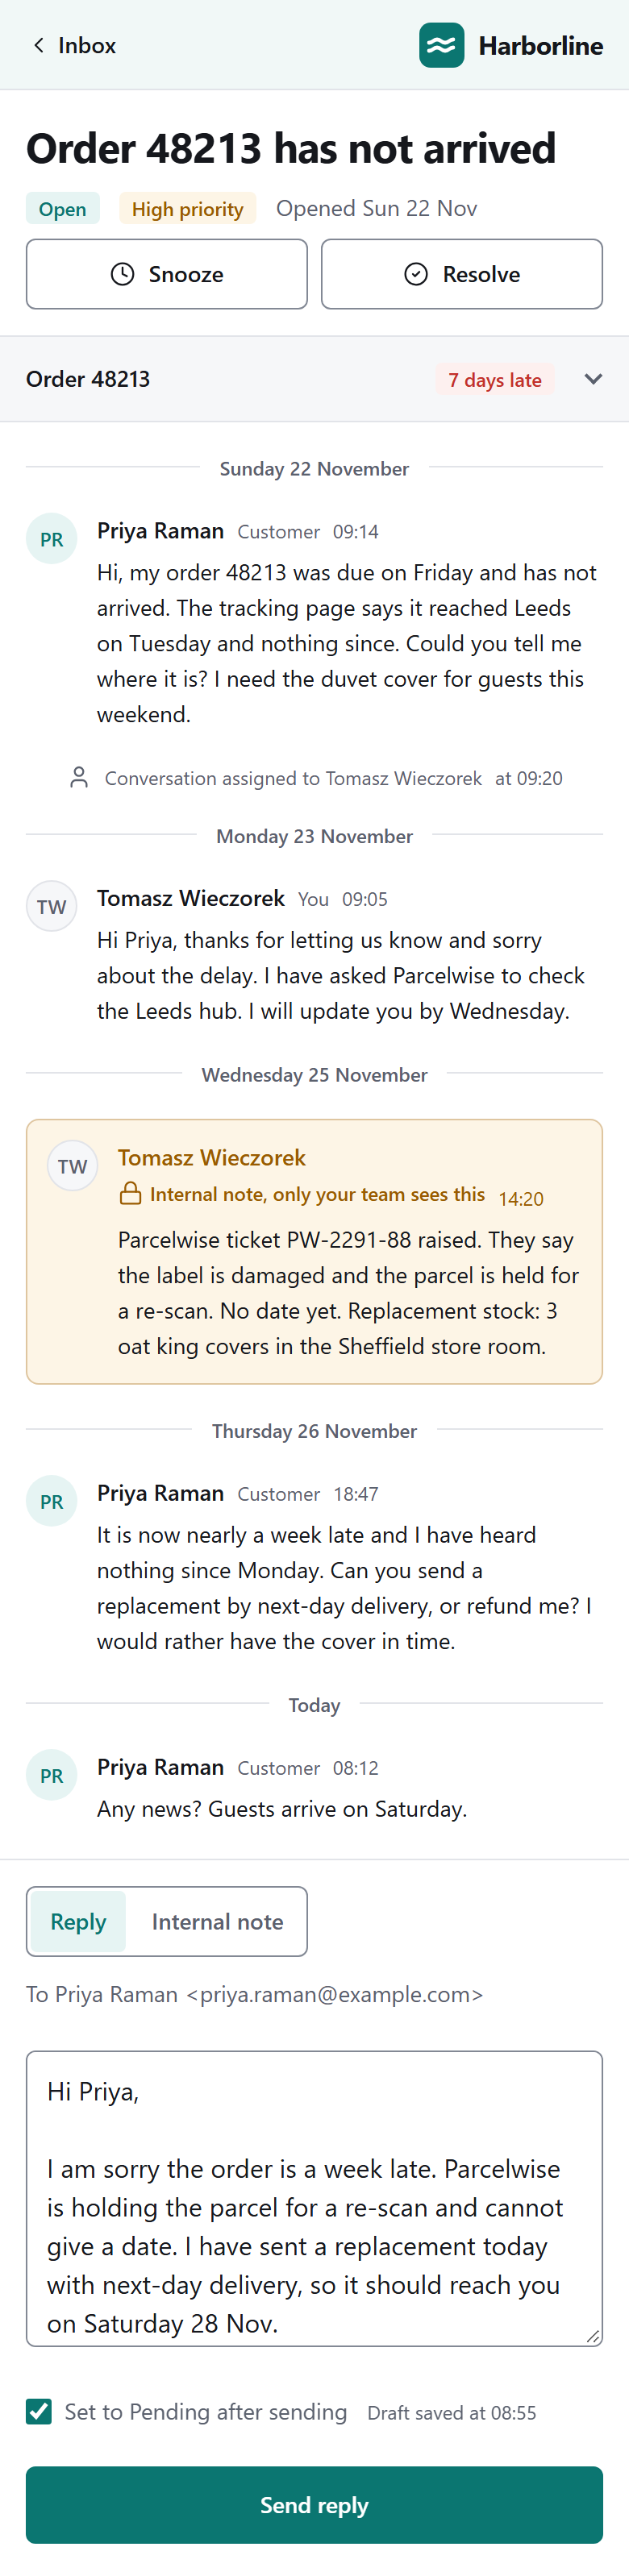 Inbox
Harborline
Order 48213 has not arrived
Open
High priority
Opened Sun 22 Nov
Snooze
Resolve
Order 48213
7 days late
Sunday 22 November
PR
Priya Raman Customer 09:14
Hi, my order 48213 was due on Friday and has not
arrived. The tracking page says it reached Leeds
on Tuesday and nothing since. Could you tell me
where it is? I need the duvet cover for guests this
weekend.
Conversation assigned to Tomasz Wieczorek at 09:20
Monday 23 November
TW
Tomasz Wieczorek You 09:05
Hi Priya, thanks for letting us know and sorry
about the delay. I have asked Parcelwise to check
the Leeds hub. I will update you by Wednesday.
Wednesday 25 November
TW
Tomasz Wieczorek
Internal note, only your team sees this 14:20
Parcelwise ticket PW-2291-88 raised. They say
the label is damaged and the parcel is held for
a re-scan. No date yet. Replacement stock: 3
oat king covers in the Sheffield store room.
Thursday 26 November
PR
Priya Raman Customer 18:47
It is now nearly a week late and I have heard
nothing since Monday. Can you send a
replacement by next-day delivery, or refund me? I
would rather have the cover in time.
Today
PR
Priya Raman Customer 08:12
Any news? Guests arrive on Saturday.
Reply
Internal note
To Priya Raman <priya.raman@example.com>
Hi Priya,
I am sorry the order is a week late. Parcelwise
is holding the parcel for a re-scan and cannot
give a date. I have sent a replacement today
with next-day delivery, so it should reach you
on Saturday 28 Nov.
Set to Pending after sending
Draft saved at 08:55
Send reply